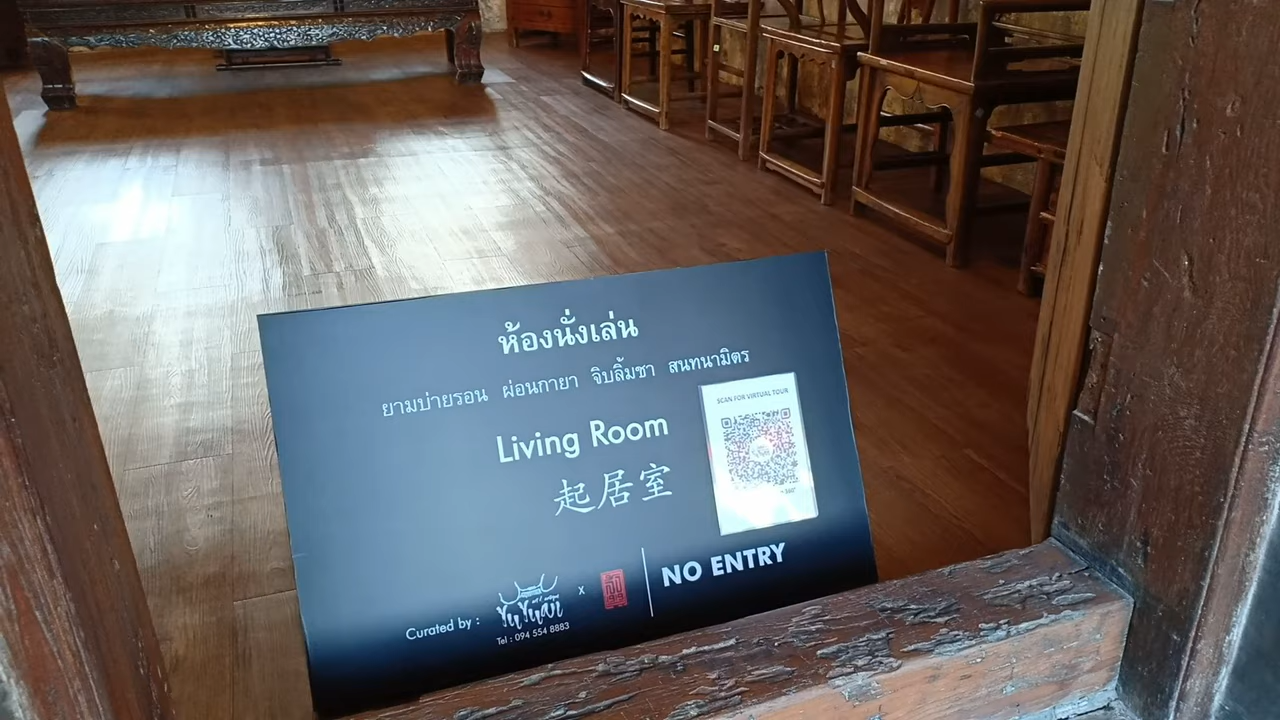 ห้องนั่งเล่น
ยามบ่ายรอน ผ่อนกายา จิบลิ้มชา สนทนามิตร
SCAN FOR VIRTUAL TOUR
Living Room
起居室
NO ENTRY
Curated by :
YuYuan
x
Tel : 094 554 8883